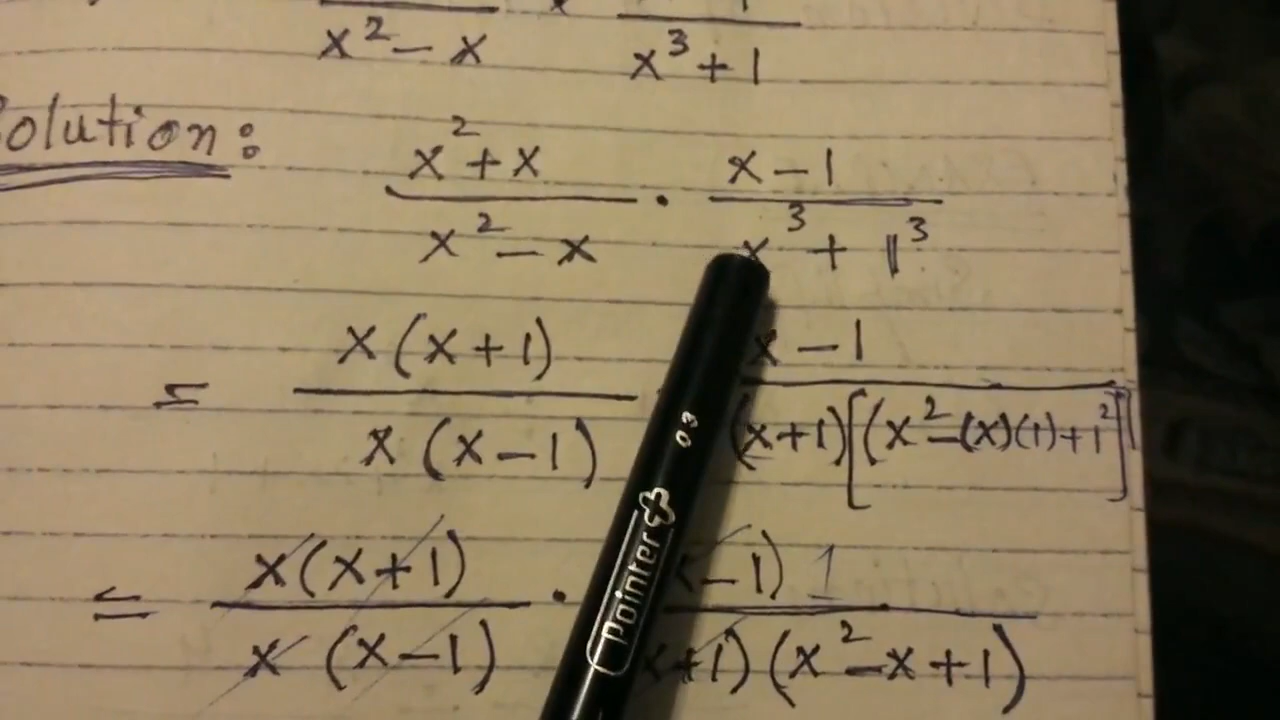 x² - x    x³ + 1
Solution:
x² + x / x² - x · x - 1 / x³ + 1³
= x(x+1) / x(x-1) x - 1 / (x+1)[(x² - (x)(1) + 1²]
= x(x+1) / x(x-1) · -1) 1 / x+1)(x² - x + 1)
Pointer 03